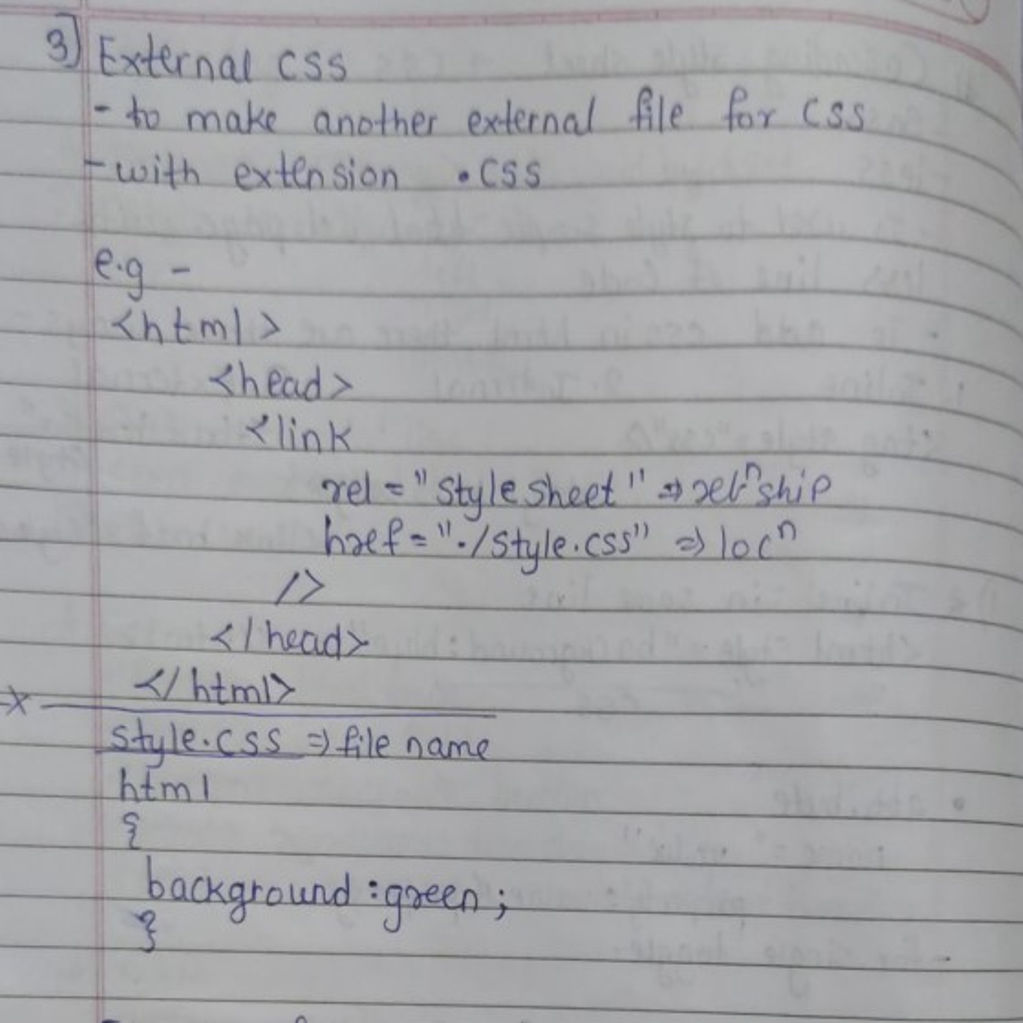 3] External CSS
- to make another external file for CSS
- with extension .CSS
e.g -
<html>
<head>
<link
rel = "stylesheet" => relⁿship
href = "./style.css" => locⁿ
/>
</head>
</html>
x
style.css => file name
html
{
background : green ;
}